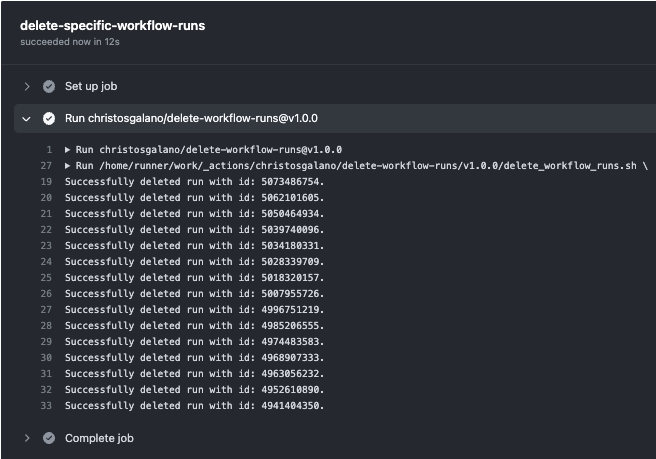 delete-specific-workflow-runs
succeeded now in 12s
Set up job
Run christosgalano/delete-workflow-runs@v1.0.0
1 Run christosgalano/delete-workflow-runs@v1.0.0
27 Run /home/runner/work/_actions/christosgalano/delete-workflow-runs/v1.0.0/delete_workflow_runs.sh \
19 Successfully deleted run with id: 5073486754.
20 Successfully deleted run with id: 5062101605.
21 Successfully deleted run with id: 5050464934.
22 Successfully deleted run with id: 5039740096.
23 Successfully deleted run with id: 5034180331.
24 Successfully deleted run with id: 5028339709.
25 Successfully deleted run with id: 5018320157.
26 Successfully deleted run with id: 5007955726.
27 Successfully deleted run with id: 4996751219.
28 Successfully deleted run with id: 4985206555.
29 Successfully deleted run with id: 4974483583.
30 Successfully deleted run with id: 4968907333.
31 Successfully deleted run with id: 4963056232.
32 Successfully deleted run with id: 4952610890.
33 Successfully deleted run with id: 4941404350.
Complete job